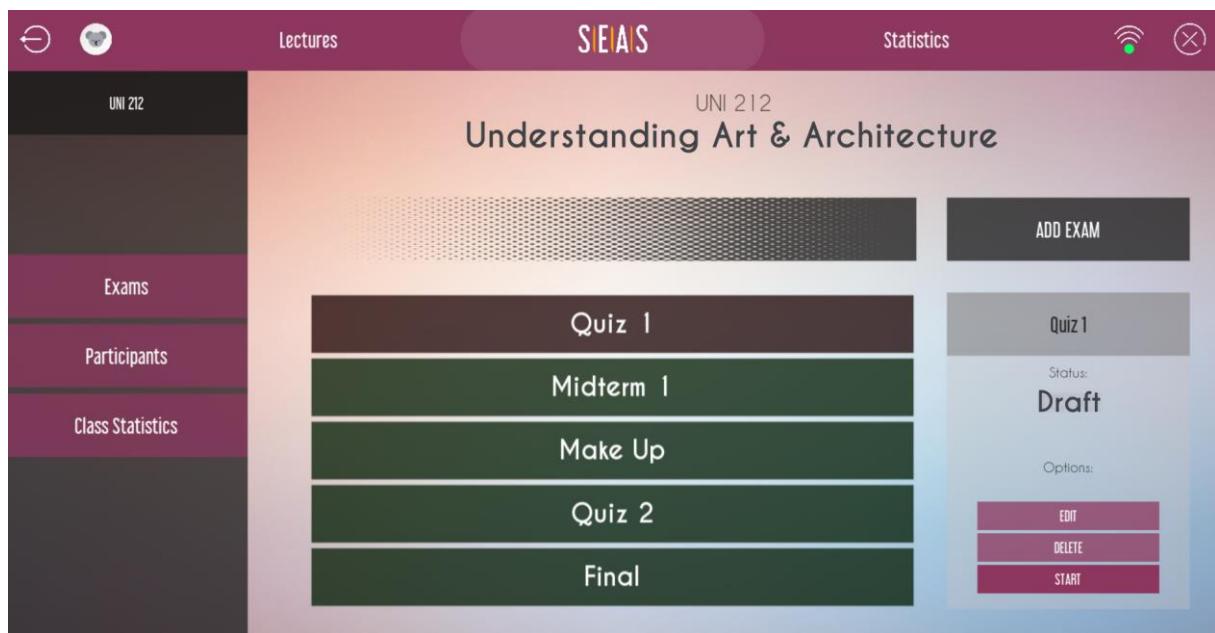 Lectures
S|E|A|S
Statistics
UNI 212
Exams
Participants
Class Statistics
UNI 212
Understanding Art & Architecture
ADD EXAM
Quiz 1
Midterm 1
Make Up
Quiz 2
Final
Quiz 1
Status:
Draft
Options:
EDIT
DELETE
START